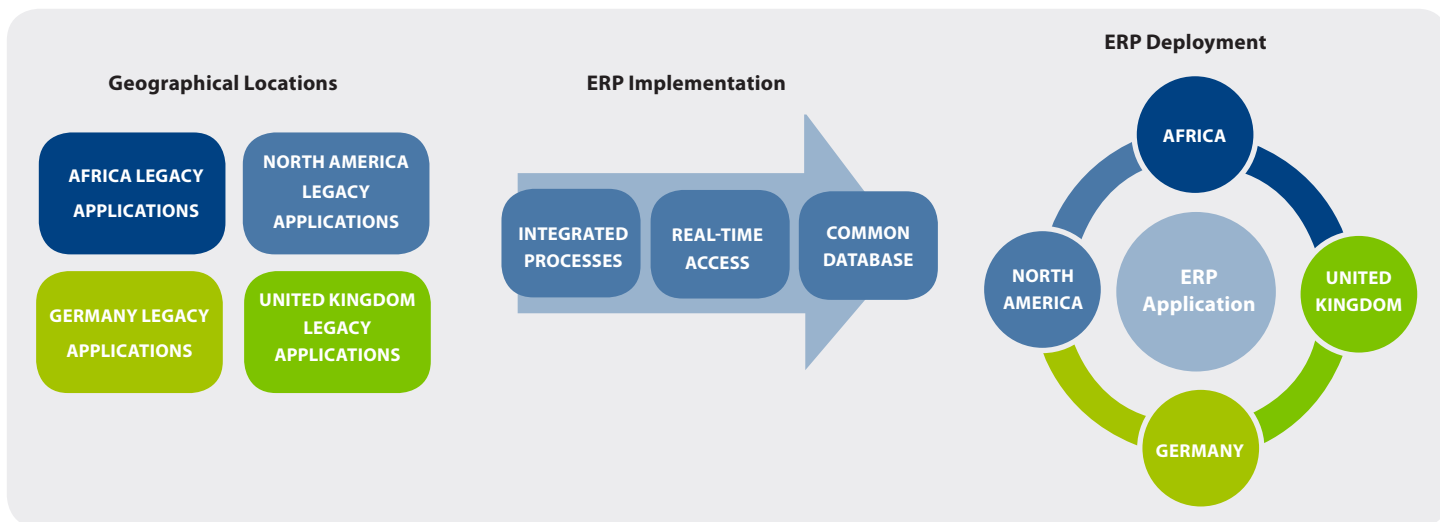 Geographical Locations
AFRICA LEGACY
APPLICATIONS
NORTH AMERICA
LEGACY
APPLICATIONS
GERMANY LEGACY
APPLICATIONS
UNITED KINGDOM
LEGACY
APPLICATIONS
ERP Implementation
INTEGRATED
PROCESSES
REAL-TIME
ACCESS
COMMON
DATABASE
ERP Deployment
AFRICA
NORTH
AMERICA
ERP
Application
UNITED
KINGDOM
GERMANY